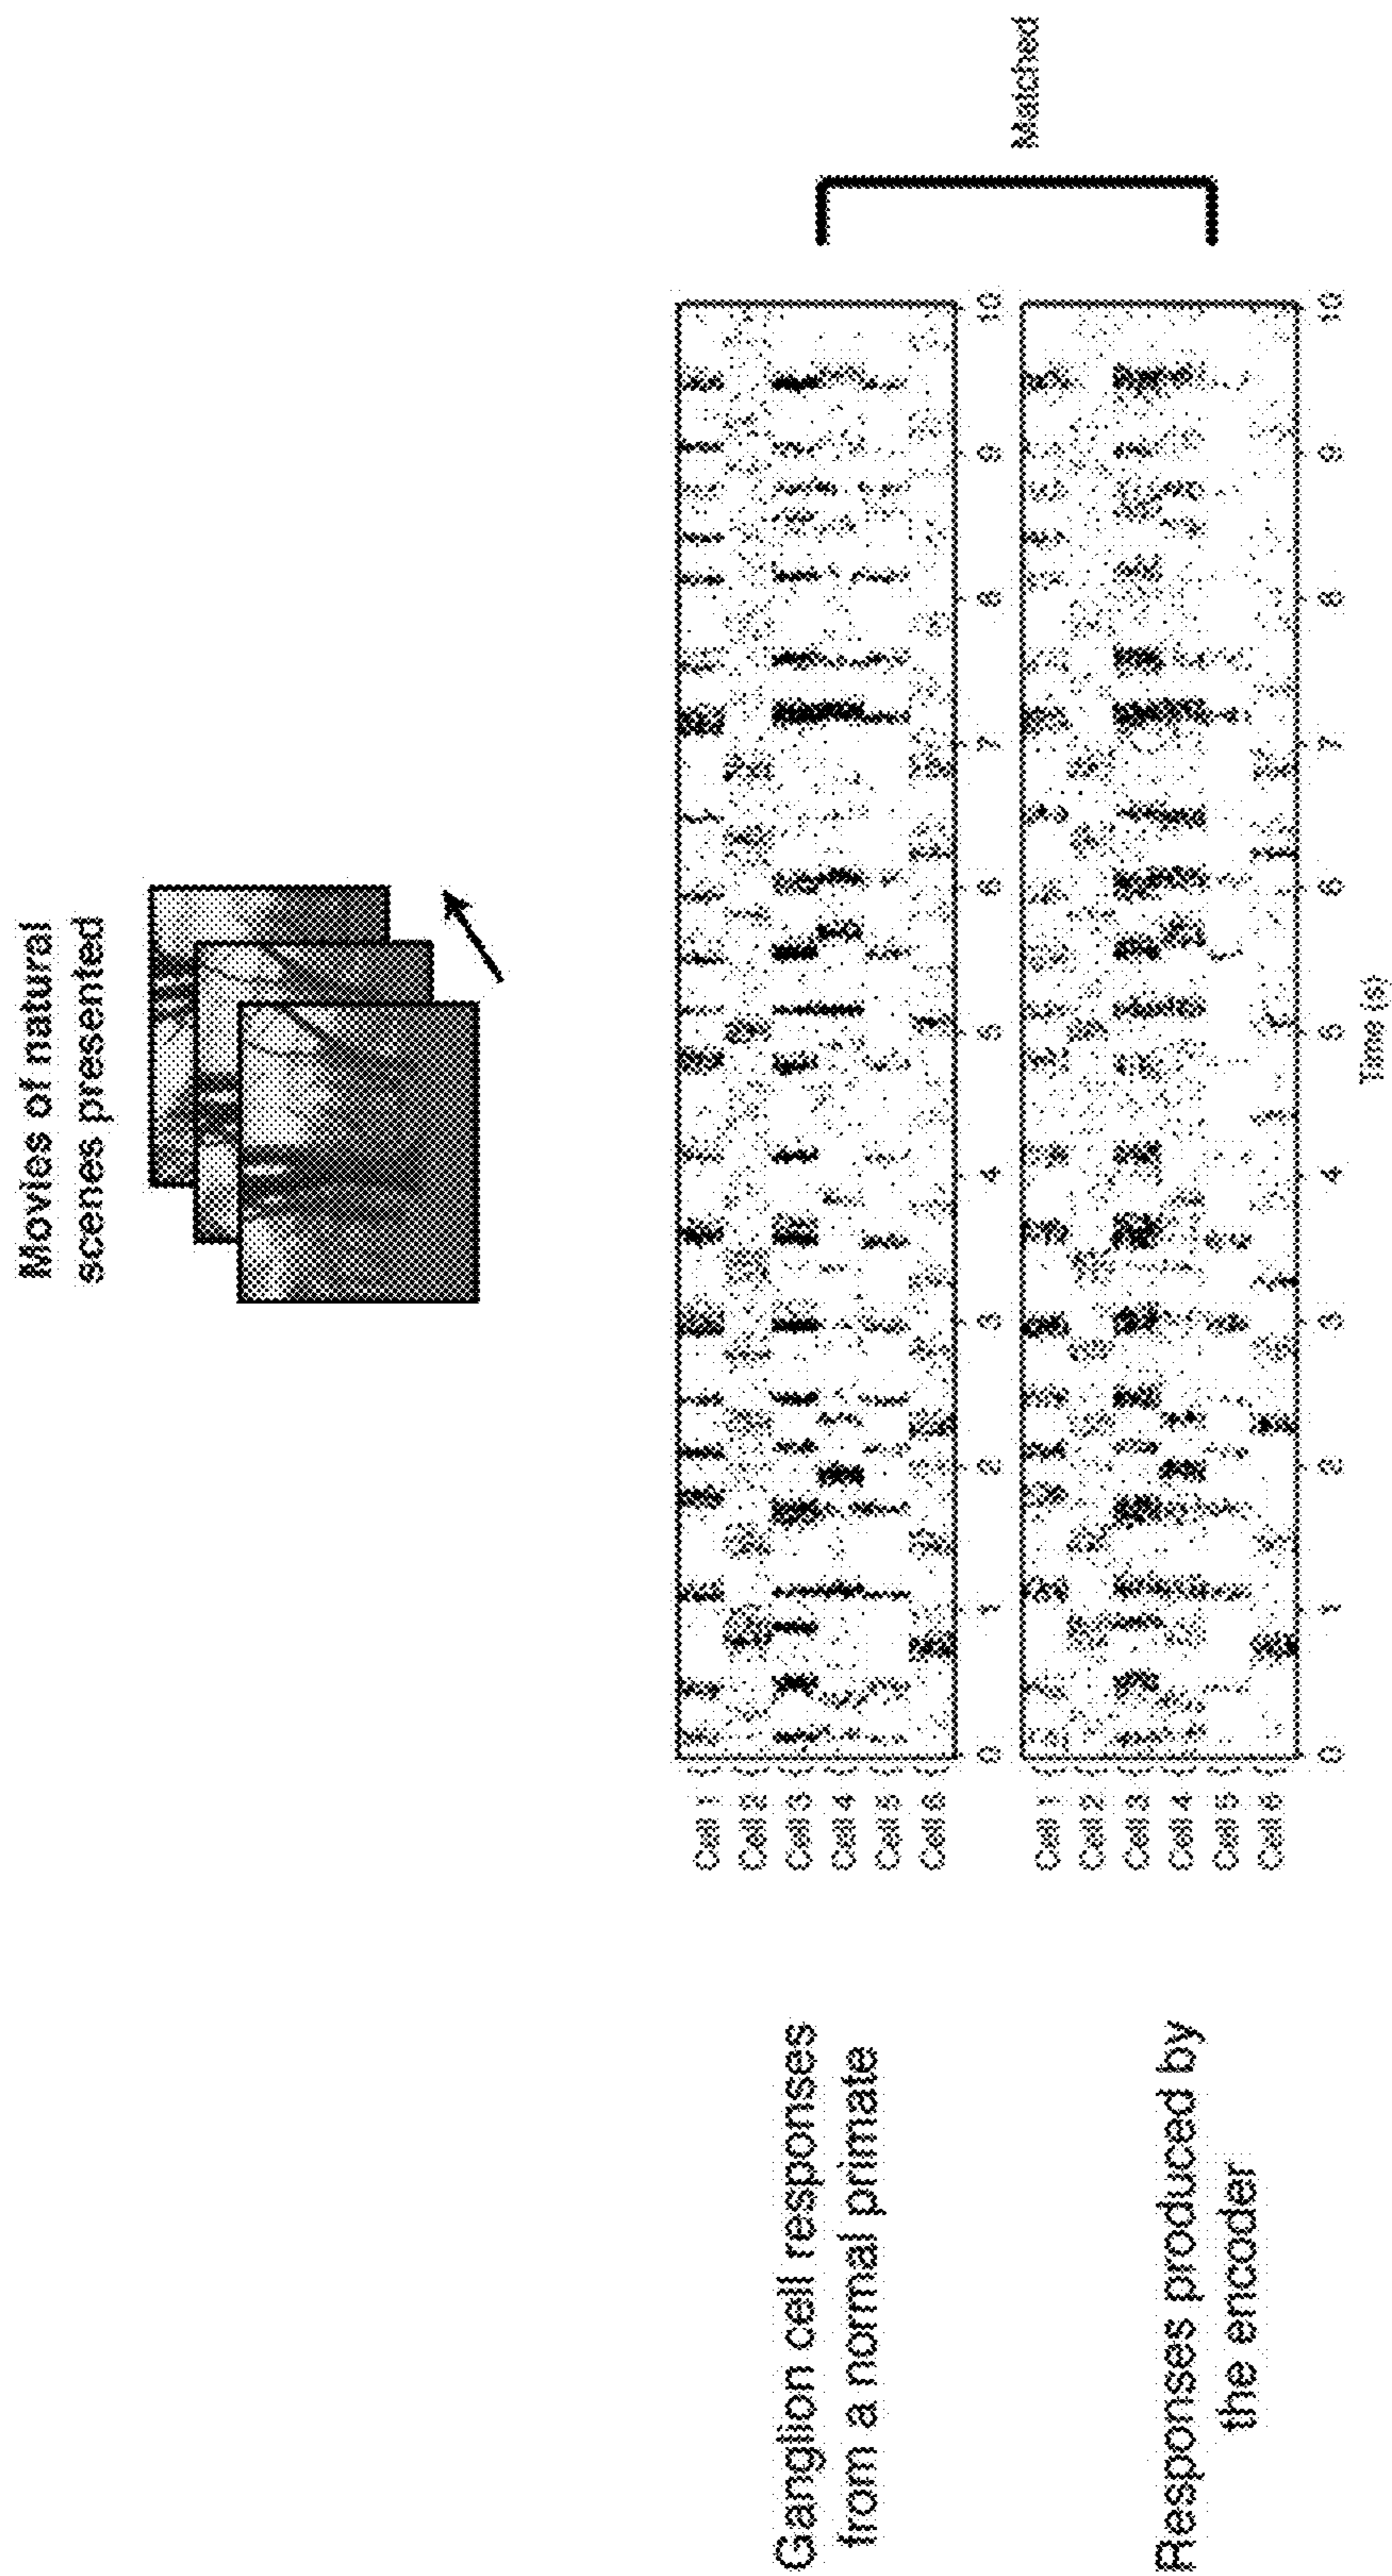 Movies of natural
scenes presented
Ganglion cell responses
from a normal primate
Cell 1
Cell 2
Cell 3
Cell 4
Cell 5
Cell 6
0 1 2 3 4 5 6 7 8 9 10
Responses produced by
the encoder
Cell 1
Cell 2
Cell 3
Cell 4
Cell 5
Cell 6
0 1 2 3 4 5 6 7 8 9 10
Time (s)
Matched